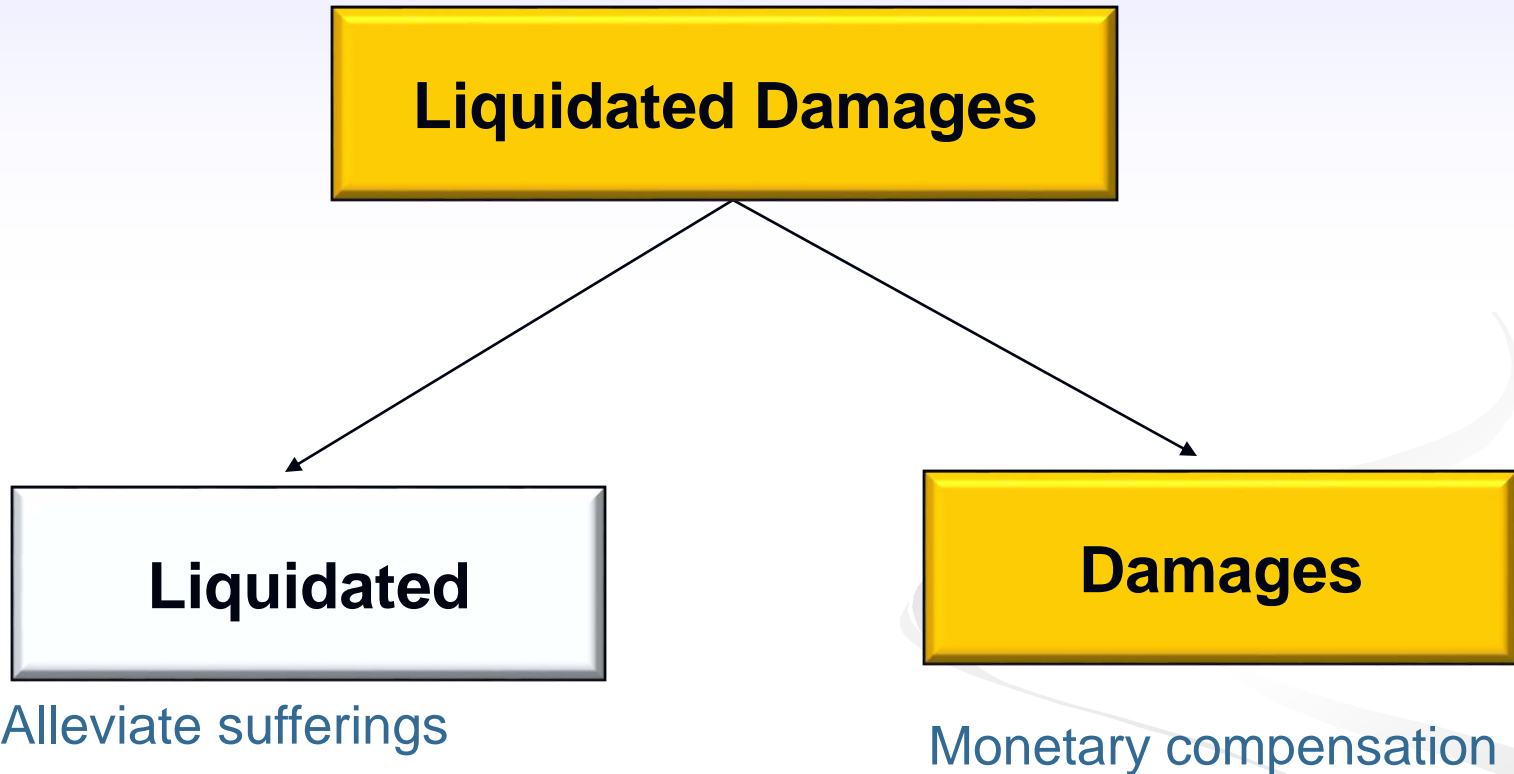 Liquidated Damages
Liquidated
Damages
Alleviate sufferings
Monetary compensation